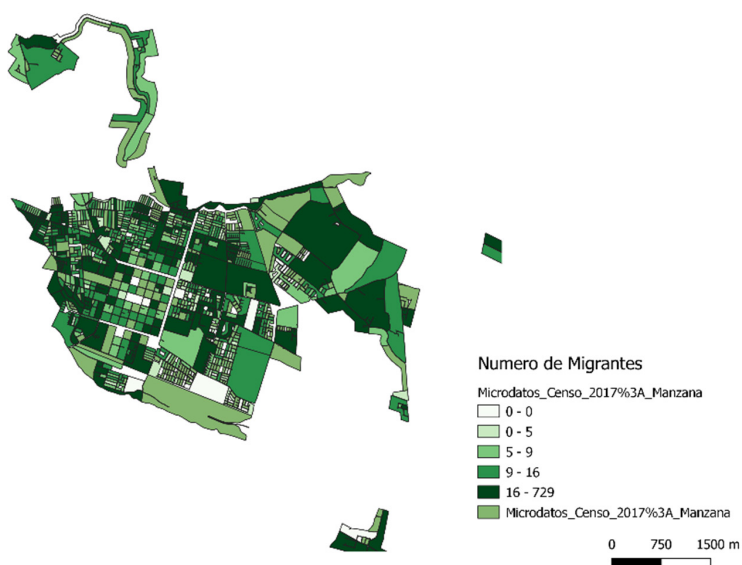 Numero de Migrantes
Microdatos_Censo_2017%3A_Manzana
0 - 0
0 - 5
5 - 9
9 - 16
16 - 729
Microdatos_Censo_2017%3A_Manzana
0 750 1500 m